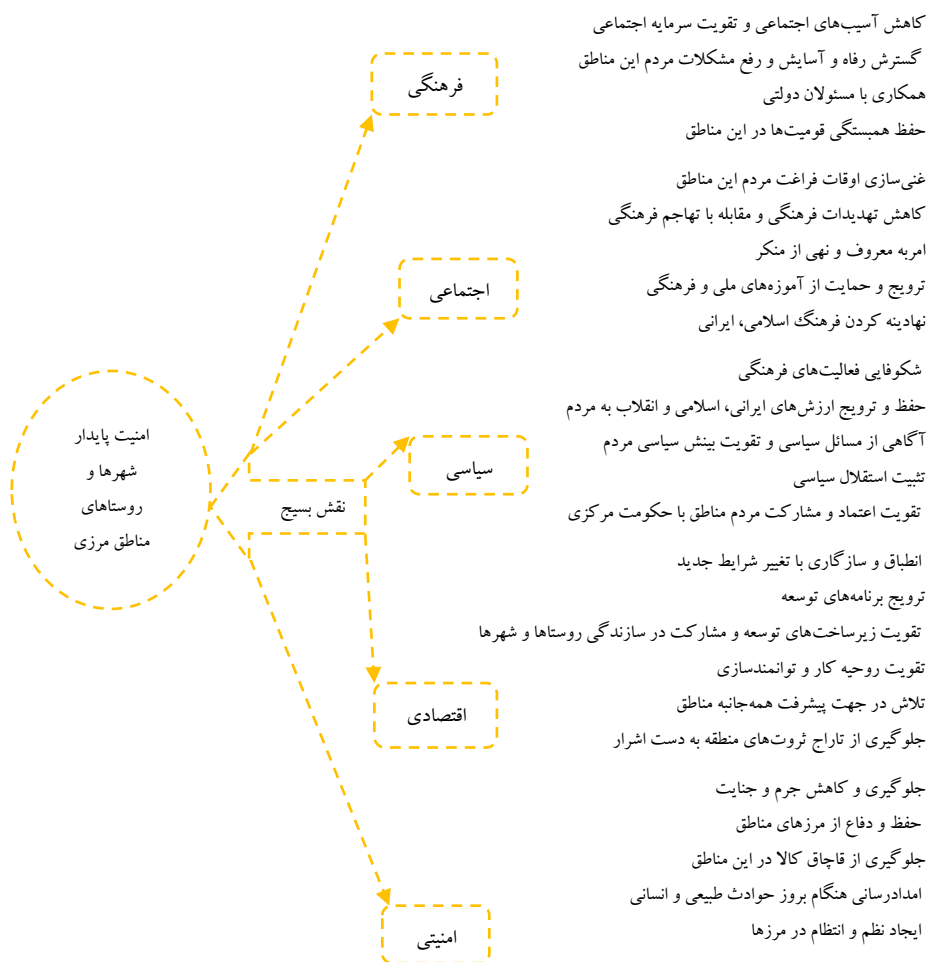 کاهش آسیب‌های اجتماعی و تقویت سرمایه اجتماعی
گسترش رفاه و آسایش و رفع مشکلات مردم این مناطق
همکاری با مسئولان دولتی
حفظ همبستگی قومیت‌ها در این مناطق
فرهنگی
غنی‌سازی اوقات فراغت مردم این مناطق
کاهش تهدیدات فرهنگی و مقابله با تهاجم فرهنگی
امربه معروف و نهی از منکر
ترویج و حمایت از آموزه‌های ملی و فرهنگی
نهادینه کردن فرهنگ اسلامی، ایرانی
اجتماعی
شکوفایی فعالیت‌های فرهنگی
حفظ و ترویج ارزش‌های ایرانی، اسلامی و انقلاب به مردم
آگاهی از مسائل سیاسی و تقویت بینش سیاسی مردم
تثبیت استقلال سیاسی
تقویت اعتماد و مشارکت مردم مناطق با حکومت مرکزی
سیاسی
انطباق و سازگاری با تغییر شرایط جدید
ترویج برنامه‌های توسعه
تقویت زیرساخت‌های توسعه و مشارکت در سازندگی روستاها و شهرها
تقویت روحیه کار و توانمندسازی
تلاش در جهت پیشرفت همه‌جانبه مناطق
جلوگیری از تاراج ثروت‌های منطقه به دست اشرار
اقتصادی
جلوگیری و کاهش جرم و جنایت
حفظ و دفاع از مرزهای مناطق
جلوگیری از قاچاق کالا در این مناطق
امدادرسانی هنگام بروز حوادث طبیعی و انسانی
ایجاد نظم و انتظام در مرزها
امنیتی
نقش بسیج
امنیت پایدار
شهرها و
روستاهای
مناطق مرزی